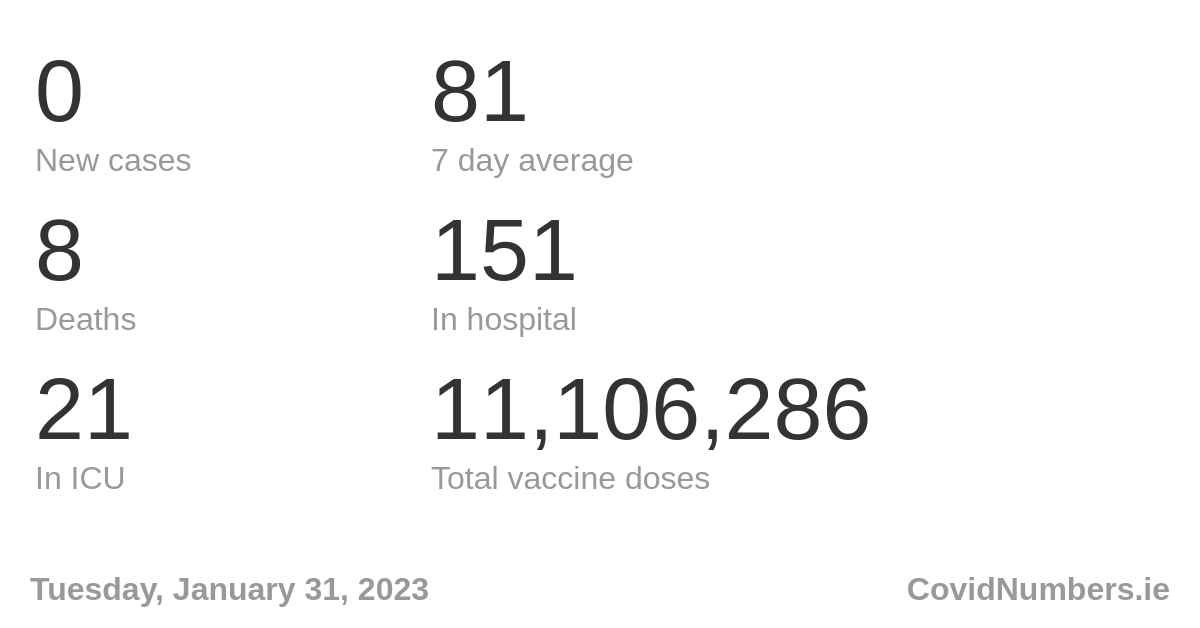 0
81
New cases
7 day average
8
151
Deaths
In hospital
21
11,106,286
In ICU
Total vaccine doses
Tuesday, January 31, 2023
CovidNumbers.ie